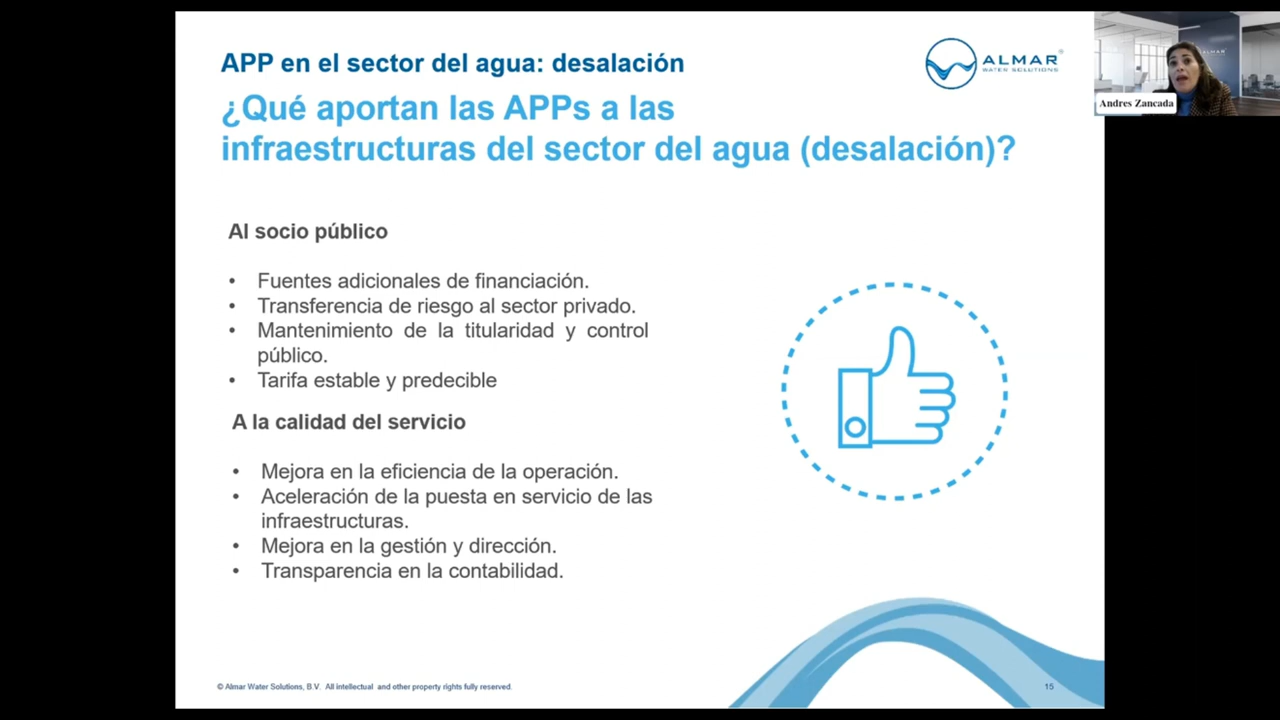 APP en el sector del agua: desalación
¿Qué aportan las APPs a las
infraestructuras del sector del agua (desalación)?
ALMAR®
WATER SOLUTIONS
ALMAR
Andres Zancada
Al socio público
• Fuentes adicionales de financiación.
• Transferencia de riesgo al sector privado.
• Mantenimiento de la titularidad y control
público.
• Tarifa estable y predecible
A la calidad del servicio
• Mejora en la eficiencia de la operación.
• Aceleración de la puesta en servicio de las
infraestructuras.
• Mejora en la gestión y dirección.
• Transparencia en la contabilidad.
© Almar Water Solutions, B.V. All intellectual and other property rights fully reserved.
15